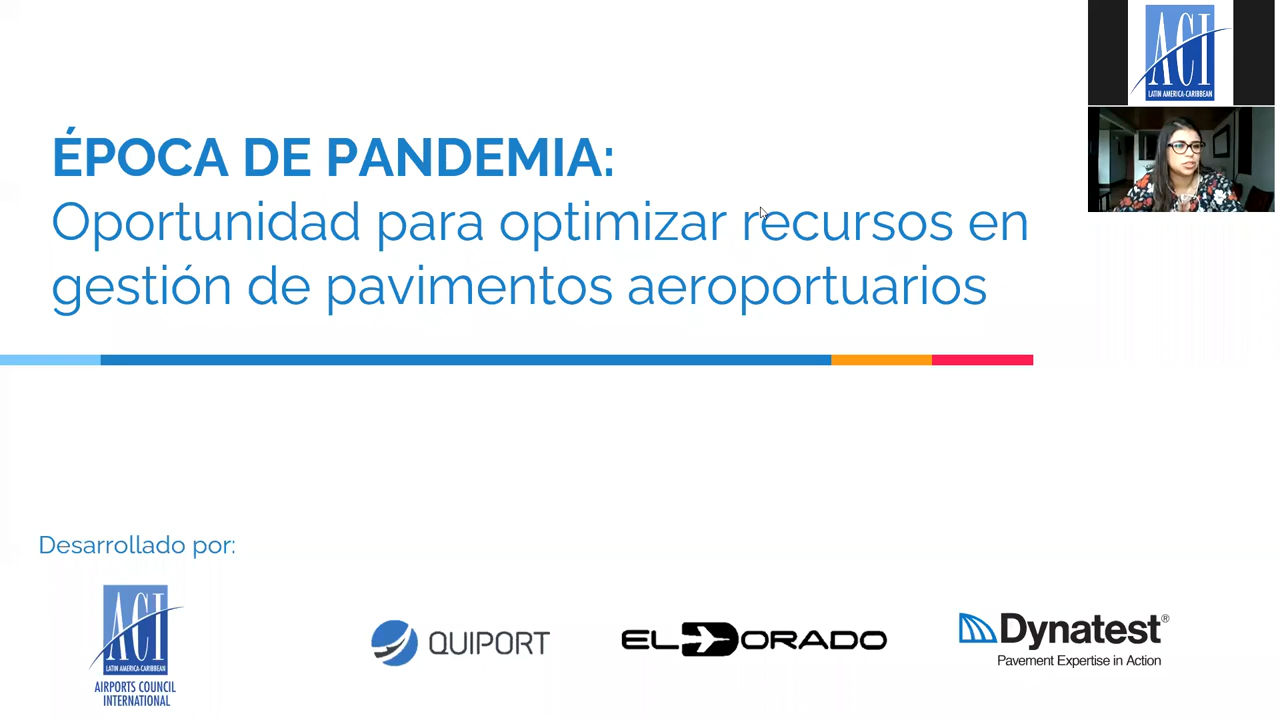 ACI
LATIN AMERICA-CARIBBEAN
ÉPOCA DE PANDEMIA:
Oportunidad para optimizar recursos en
gestión de pavimentos aeroportuarios
Desarrollado por:
ACI
LATIN AMERICA-CARIBBEAN
AIRPORTS COUNCIL
INTERNATIONAL
QUIPORT
EL DORADO
Dynatest®
Pavement Expertise in Action